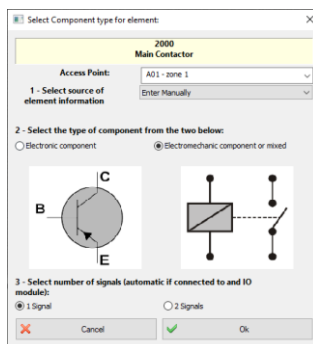 Select Component type for element:
2000
Main Contactor
Access Point:
A01 - zone 1
1 - Select source of
element information
Enter Manually
2 - Select the type of component from the two below:
Electronic component
Electromechanic component or mixed
C
B
E
3 - Select number of signals (automatic if connected to and IO
module):
1 Signal
2 Signals
Cancel
Ok